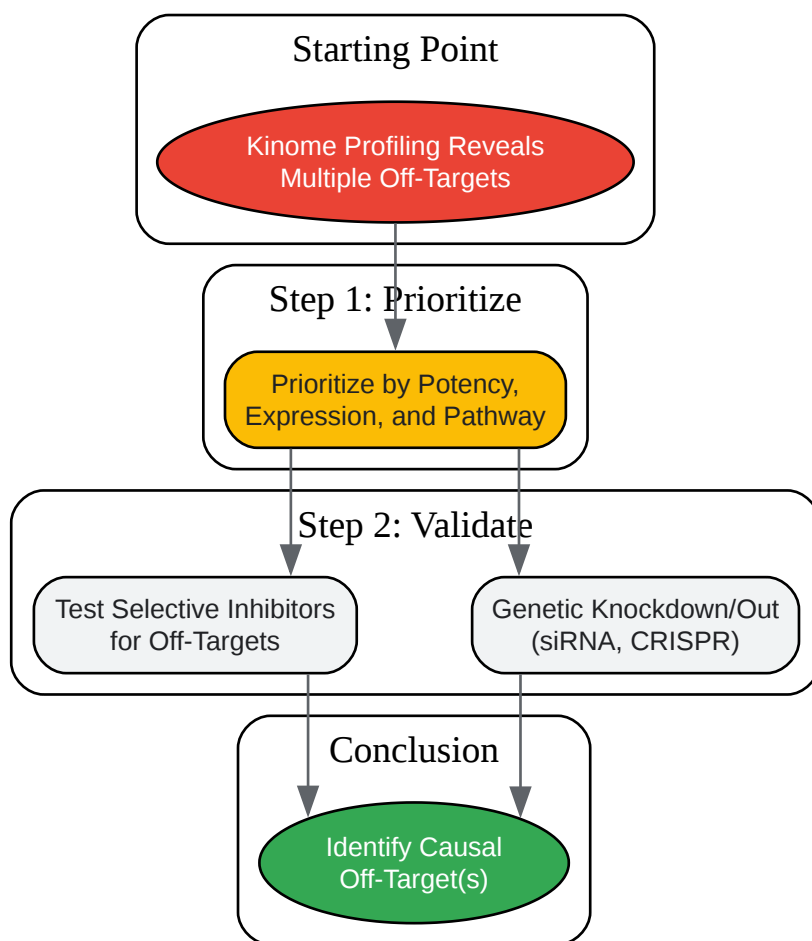 Starting Point
Kinome Profiling Reveals
Multiple Off-Targets
Step 1: Prioritize
Prioritize by Potency,
Expression, and Pathway
Step 2: Validate
Test Selective Inhibitors
for Off-Targets
Genetic Knockdown/Out
(siRNA, CRISPR)
Conclusion
Identify Causal
Off-Target(s)